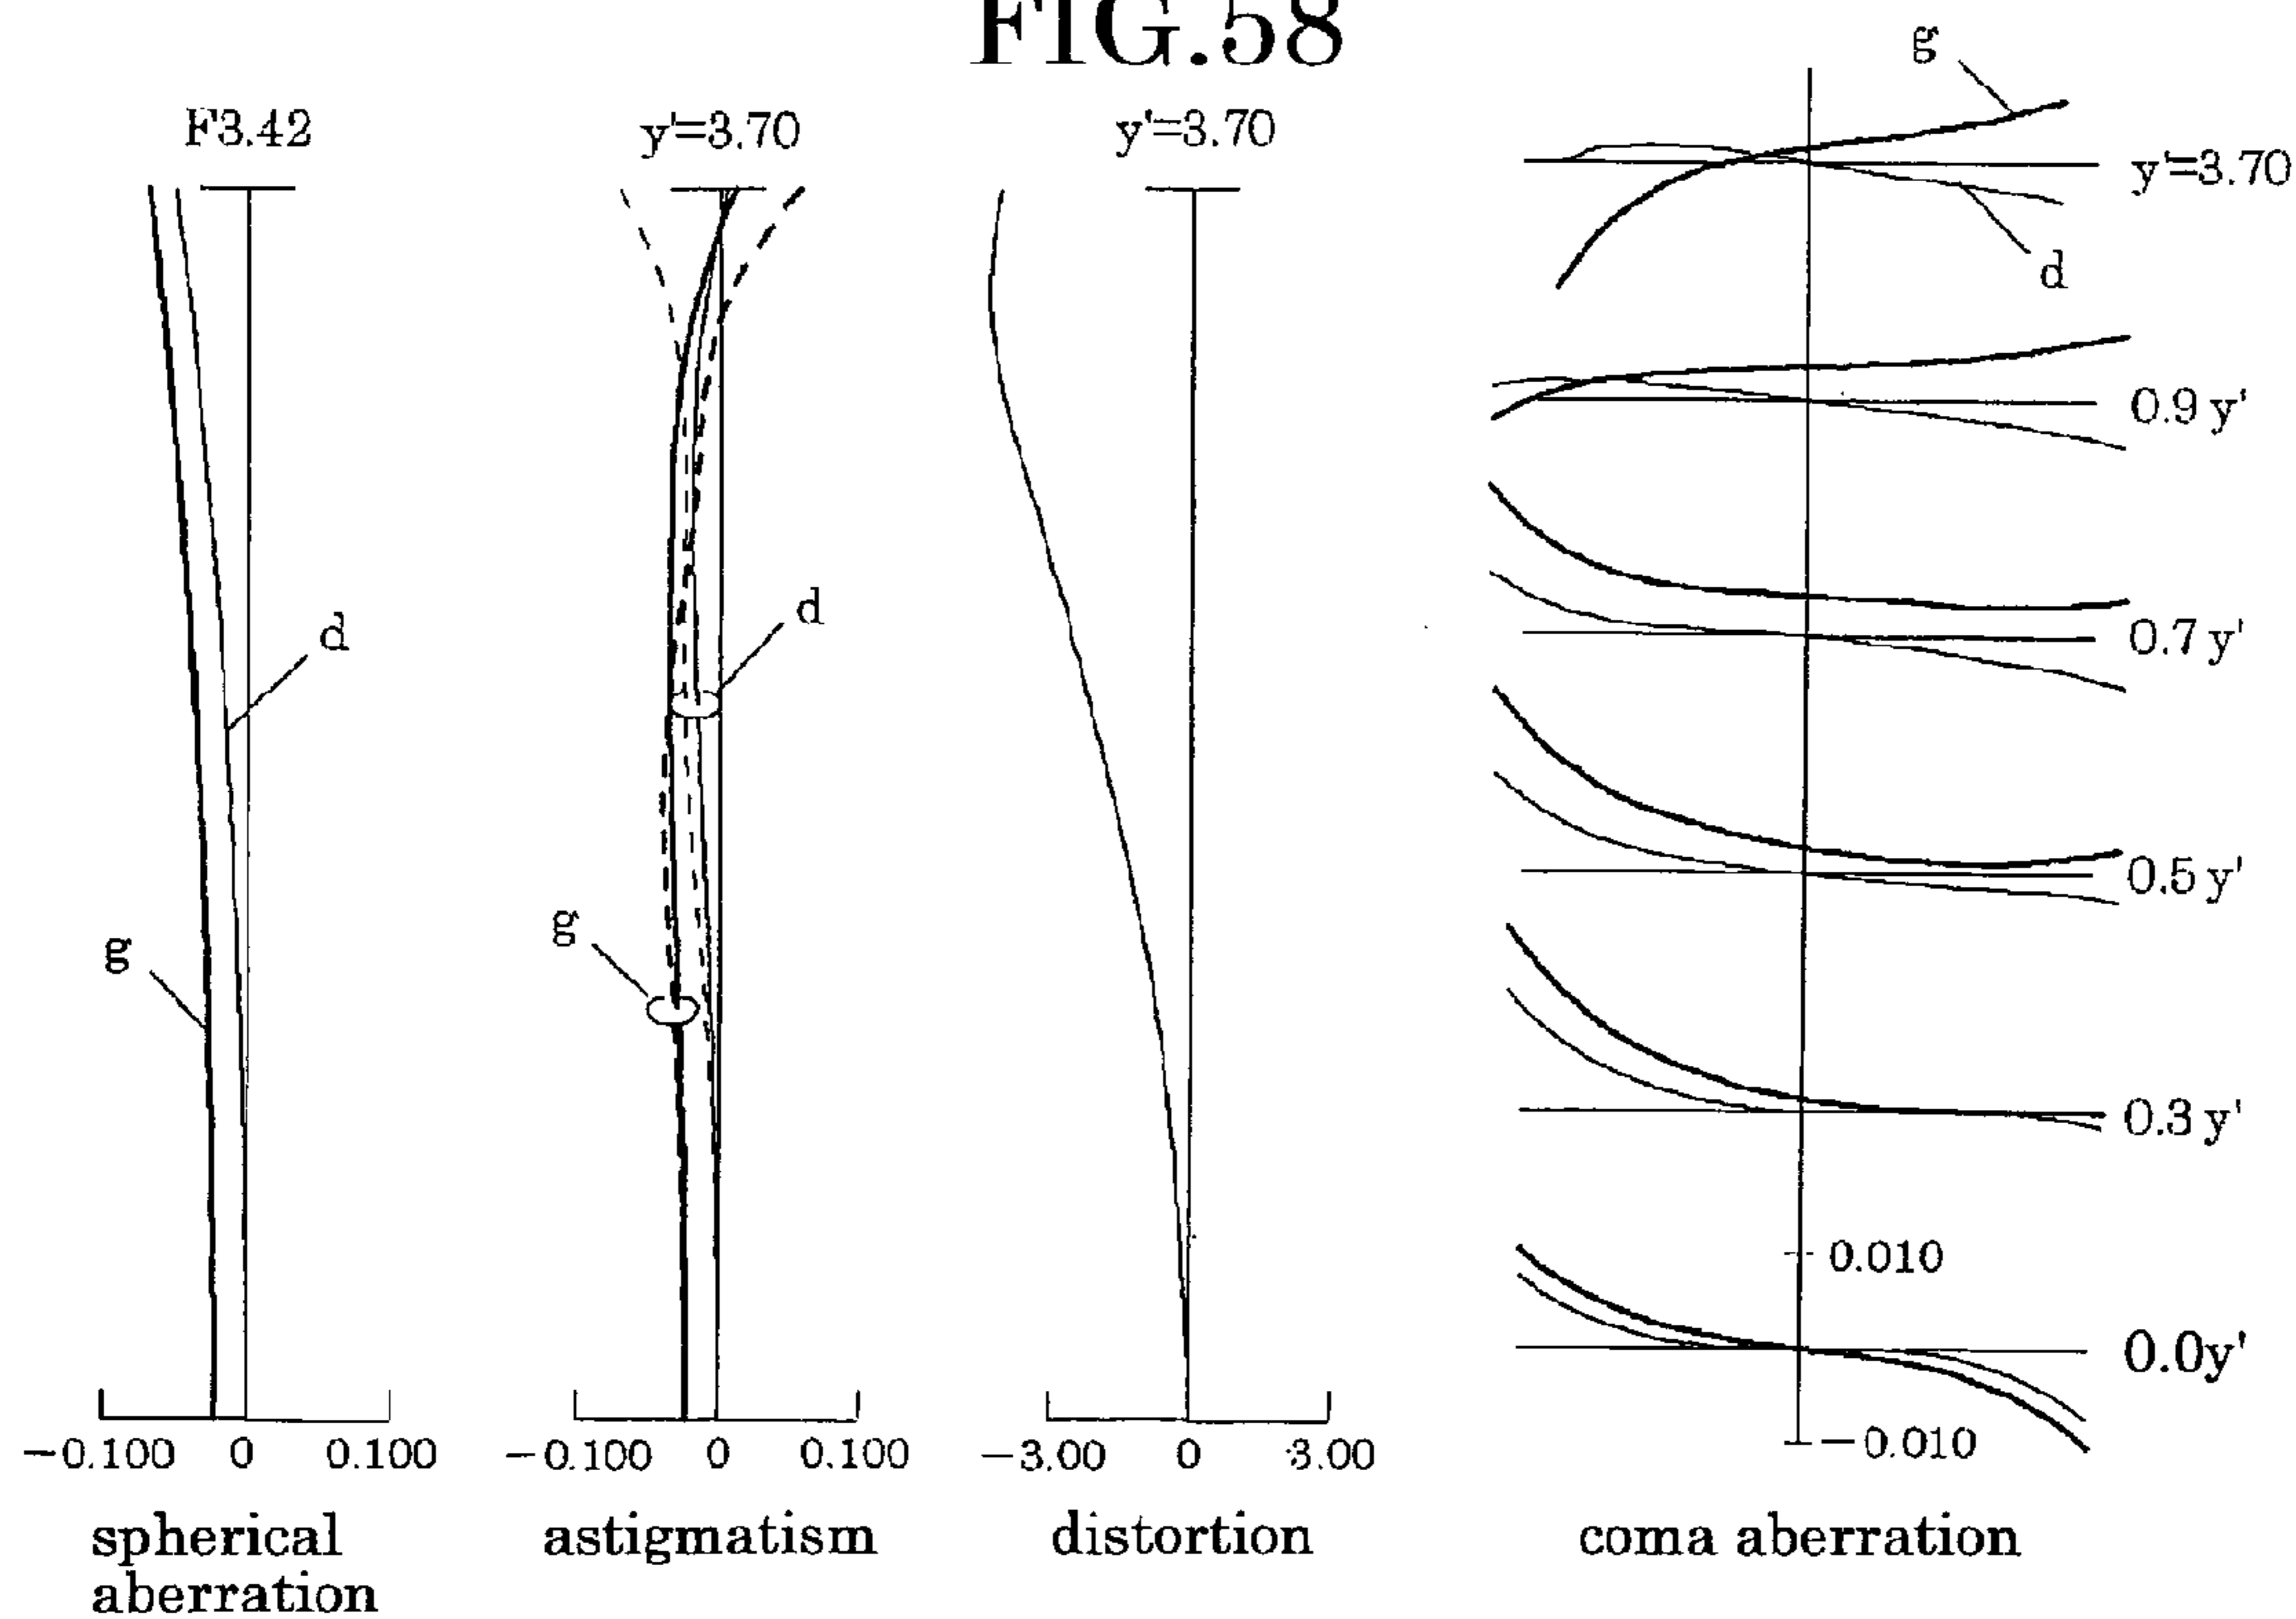 FIG.58
F3.42
d
g
−0.100 0 0.100
spherical
aberration
y'=3.70
d
g
−0.100 0 0.100
astigmatism
y'=3.70
−3.00 0 3.00
distortion
g
y'=3.70
d
0.9 y'
0.7 y'
0.5 y'
0.3 y'
0.010
0.0y'
−0.010
coma aberration